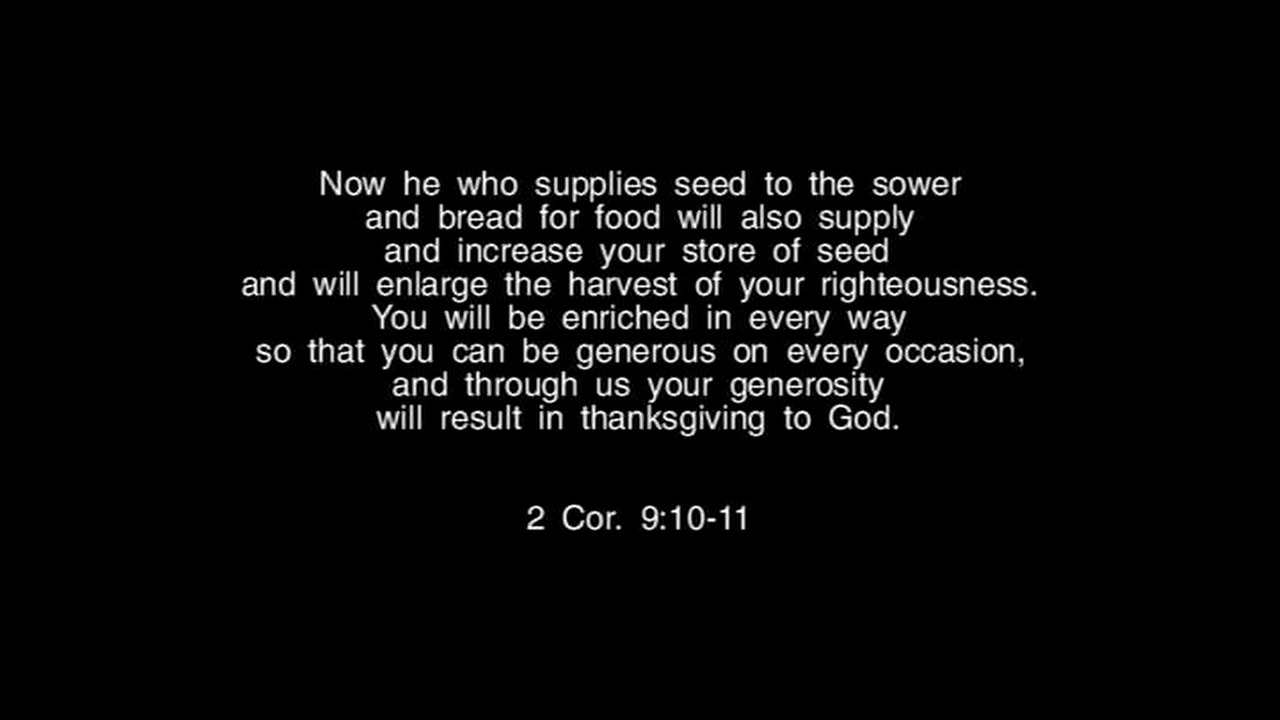 Now he who supplies seed to the sower
and bread for food will also supply
and increase your store of seed
and will enlarge the harvest of your righteousness.
You will be enriched in every way
so that you can be generous on every occasion,
and through us your generosity
will result in thanksgiving to God.
2 Cor. 9:10-11